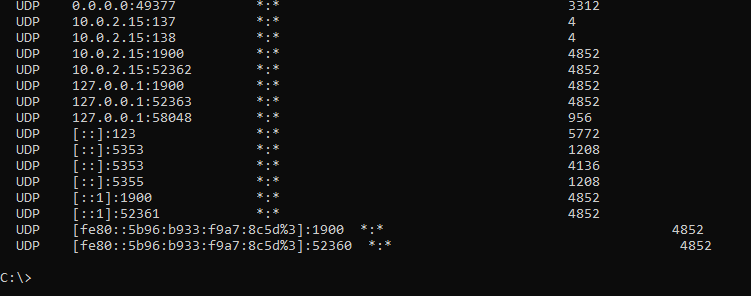 UDP 0.0.0.0:49377 *:* 3312
UDP 10.0.2.15:137 *:* 4
UDP 10.0.2.15:138 *:* 4
UDP 10.0.2.15:1900 *:* 4852
UDP 10.0.2.15:52362 *:* 4852
UDP 127.0.0.1:1900 *:* 4852
UDP 127.0.0.1:52363 *:* 4852
UDP 127.0.0.1:58048 *:* 956
UDP [::]:123 *:* 5772
UDP [::]:5353 *:* 1208
UDP [::]:5353 *:* 4136
UDP [::]:5355 *:* 1208
UDP [::1]:1900 *:* 4852
UDP [::1]:52361 *:* 4852
UDP [fe80::5b96:b933:f9a7:8c5d%3]:1900 *:* 4852
UDP [fe80::5b96:b933:f9a7:8c5d%3]:52360 *:* 4852
C:\>